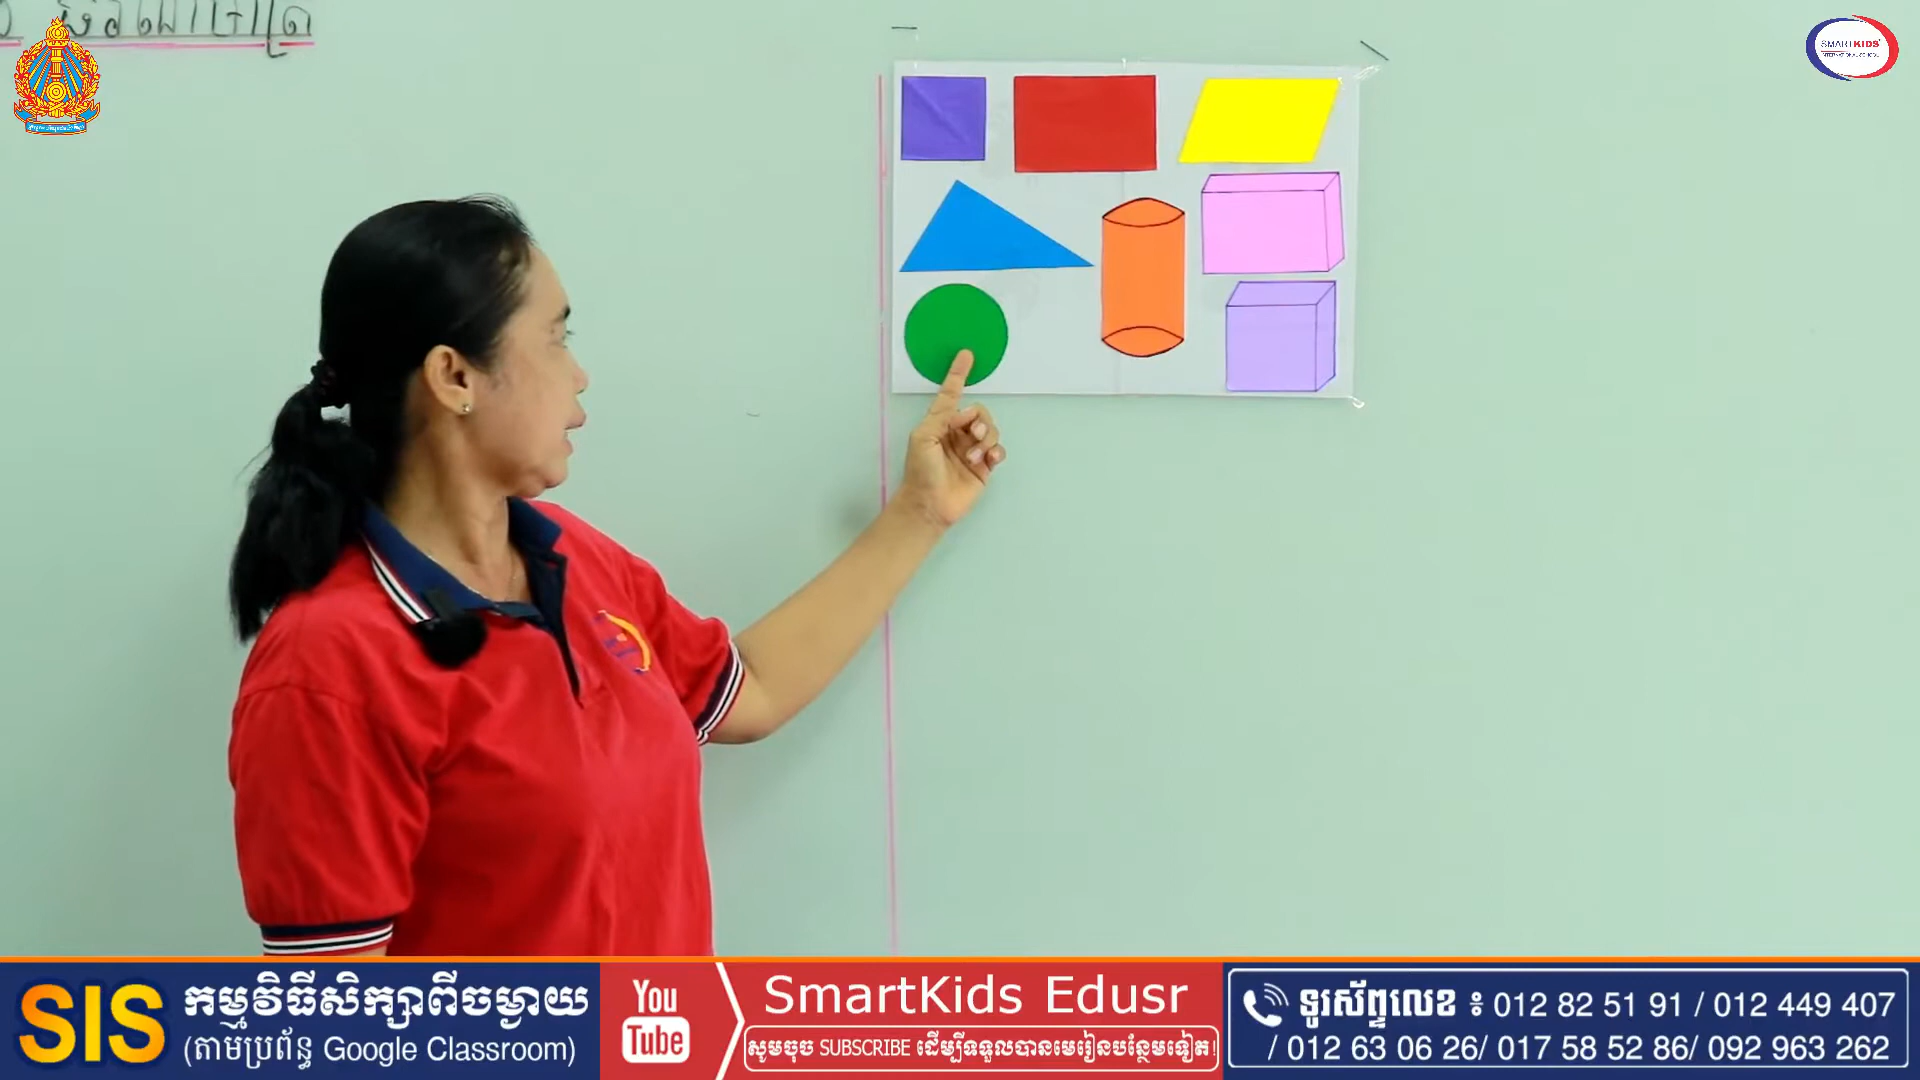 SMARTKIDS
INTERNATIONAL SCHOOL
SIS
កម្មវិធីសិក្សាពីចម្ងាយ
(តាមប្រព័ន្ធ Google Classroom)
You
Tube
SmartKids Edusr
សូមចុច SUBSCRIBE ដើម្បីទទួលបានមេរៀនបន្ថែមទៀត!
ទូរស័ព្ទលេខ ៖ 012 82 51 91 / 012 449 407
/ 012 63 06 26/ 017 58 52 86/ 092 963 262